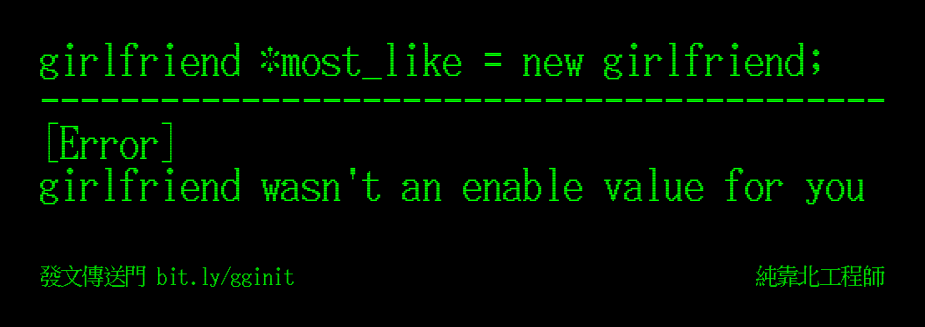 girlfriend *most_like = new girlfriend;
------------------------------------------
[Error]
girlfriend wasn't an enable value for you
發文傳送門 bit.ly/gginit
純靠北工程師